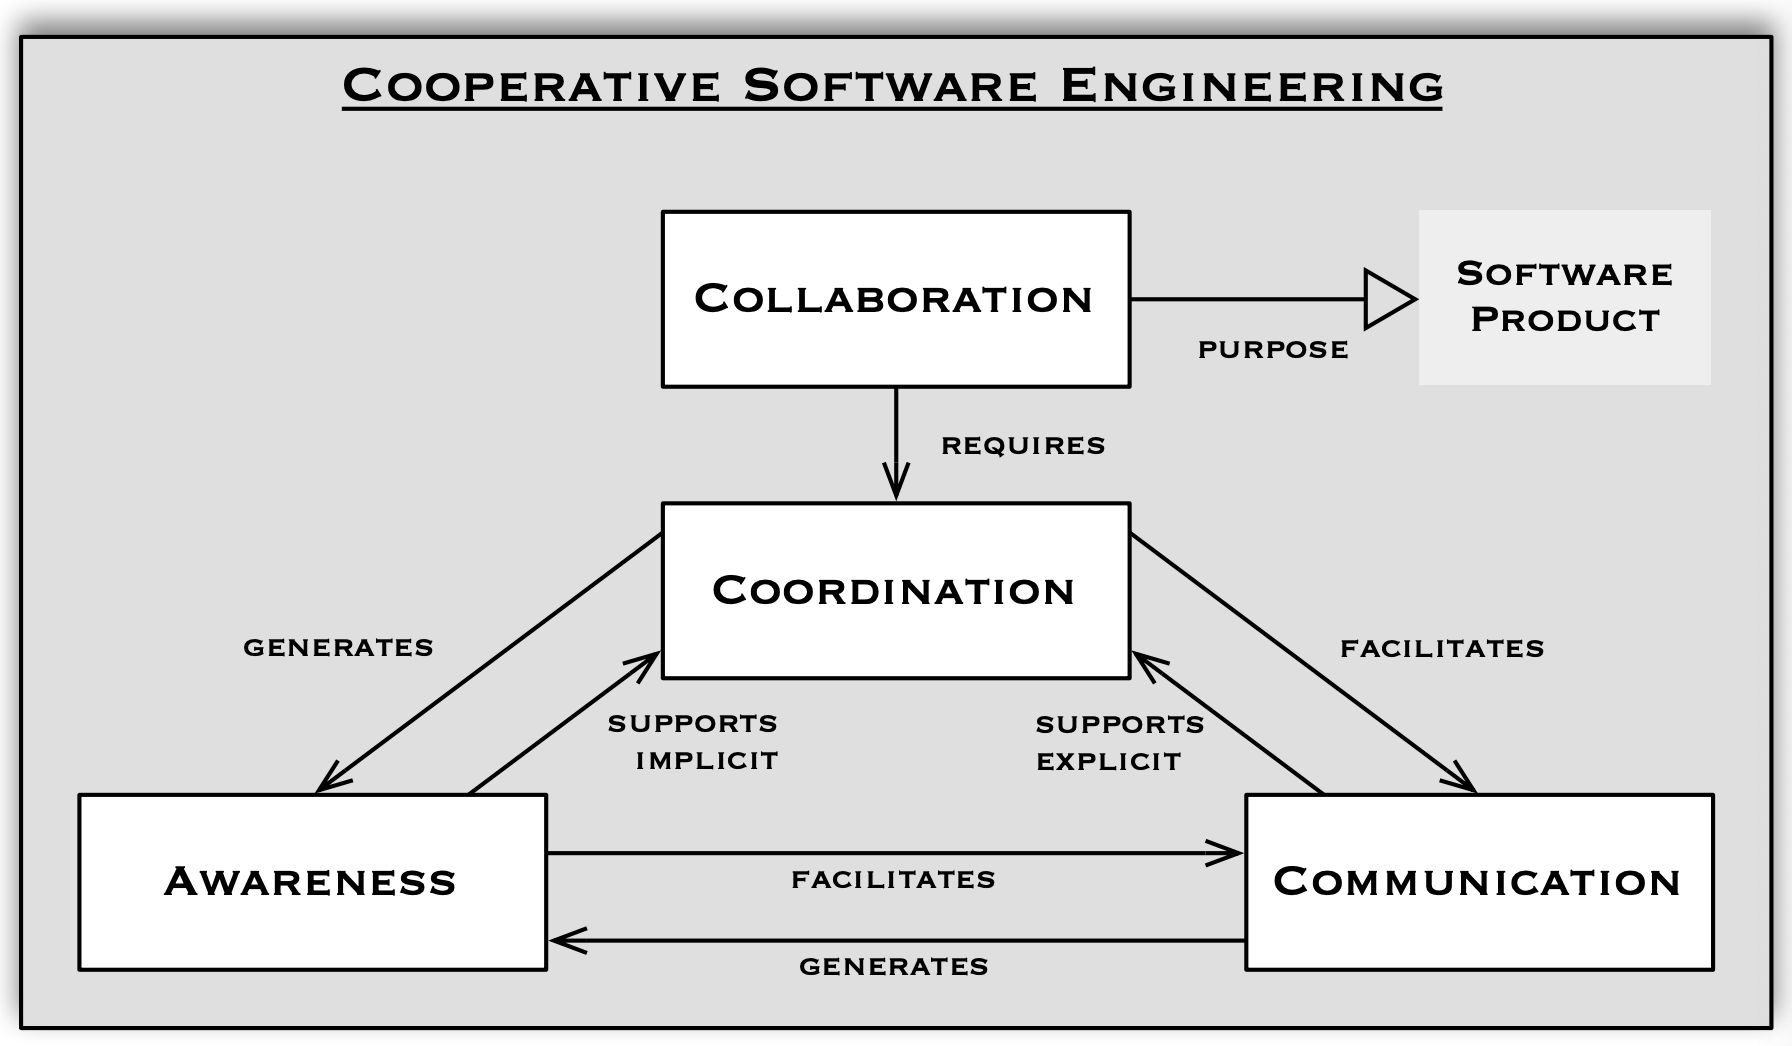 Cooperative Software Engineering
Collaboration
Software
Product
purpose
requires
Coordination
generates
facilitates
supports
implicit
supports
explicit
Awareness
facilitates
Communication
generates